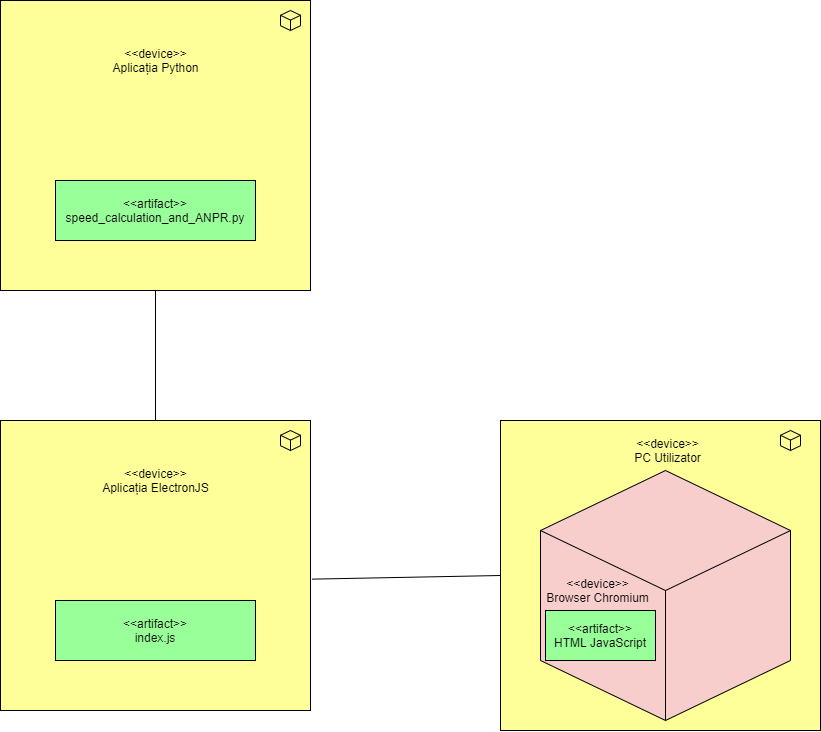 <<device>>
Aplicația Python
<<artifact>>
speed_calculation_and_ANPR.py
<<device>>
Aplicația ElectronJS
<<artifact>>
index.js
<<device>>
PC Utilizator
<<device>>
Browser Chromium
<<artifact>>
HTML JavaScript